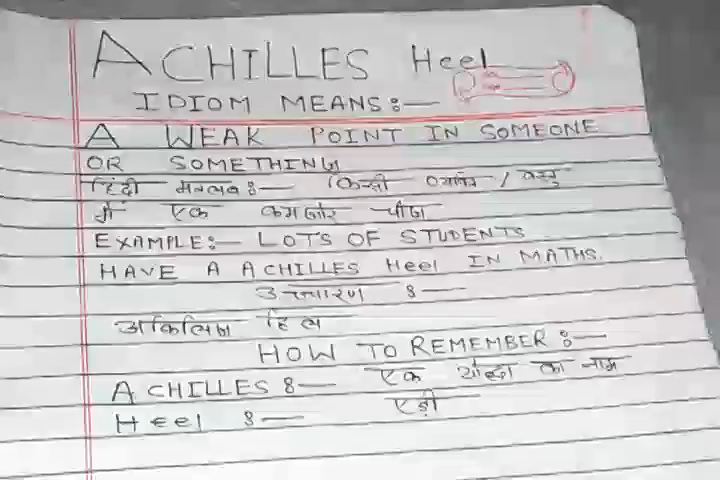 ACHILLES Heel
IDIOM MEANS:—
A WEAK POINT IN SOMEONE
OR SOMETHING
हिंदी मतलब:— किसी व्यक्ति / वस्तु
में एक कमजोर चीज
EXAMPLE:— LOTS OF STUDENTS
HAVE A ACHILLES Heel IN MATHS.
उच्चारण :—
अकिलिज हिल
HOW TO REMEMBER:—
ACHILLES:— एक योद्धा का नाम
Heel :— एड़ी